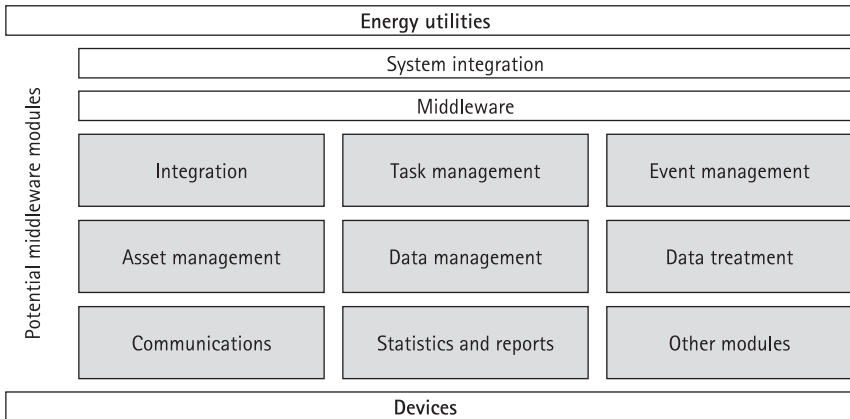 Energy utilities
System integration
Middleware
Potential middleware modules
Integration
Task management
Event management
Asset management
Data management
Data treatment
Communications
Statistics and reports
Other modules
Devices